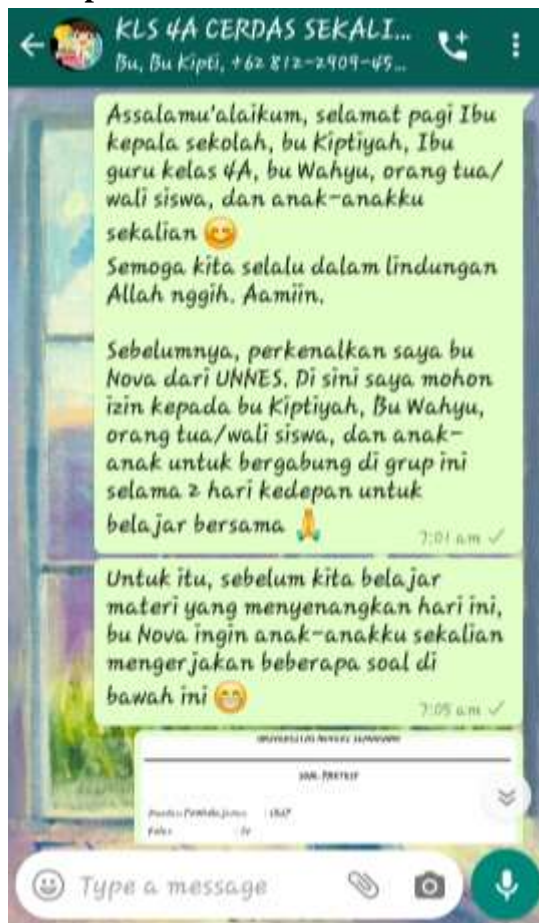 KLS 4A CERDAS SEKALI...
Bu, Bu Kipti, +62 812-2909-45...
Assalamu'alaikum, selamat pagi Ibu
kepala sekolah, bu Kiptiyah, Ibu
guru kelas 4A, bu Wahyu, orang tua/
wali siswa, dan anak-anakku
sekalian 😊
Semoga kita selalu dalam lindungan
Allah nggih. Aamiin.
Sebelumnya, perkenalkan saya bu
Nova dari UNNES. Di sini saya mohon
izin kepada bu Kiptiyah, Bu Wahyu,
orang tua/wali siswa, dan anak-
anak untuk bergabung di grup ini
selama 2 hari kedepan untuk
belajar bersama 🙏
7:01 am
Untuk itu, sebelum kita belajar
materi yang menyenangkan hari ini,
bu Nova ingin anak-anakku sekalian
mengerjakan beberapa soal di
bawah ini 😁
7:05 am
SOAL PRETEST
Type a message